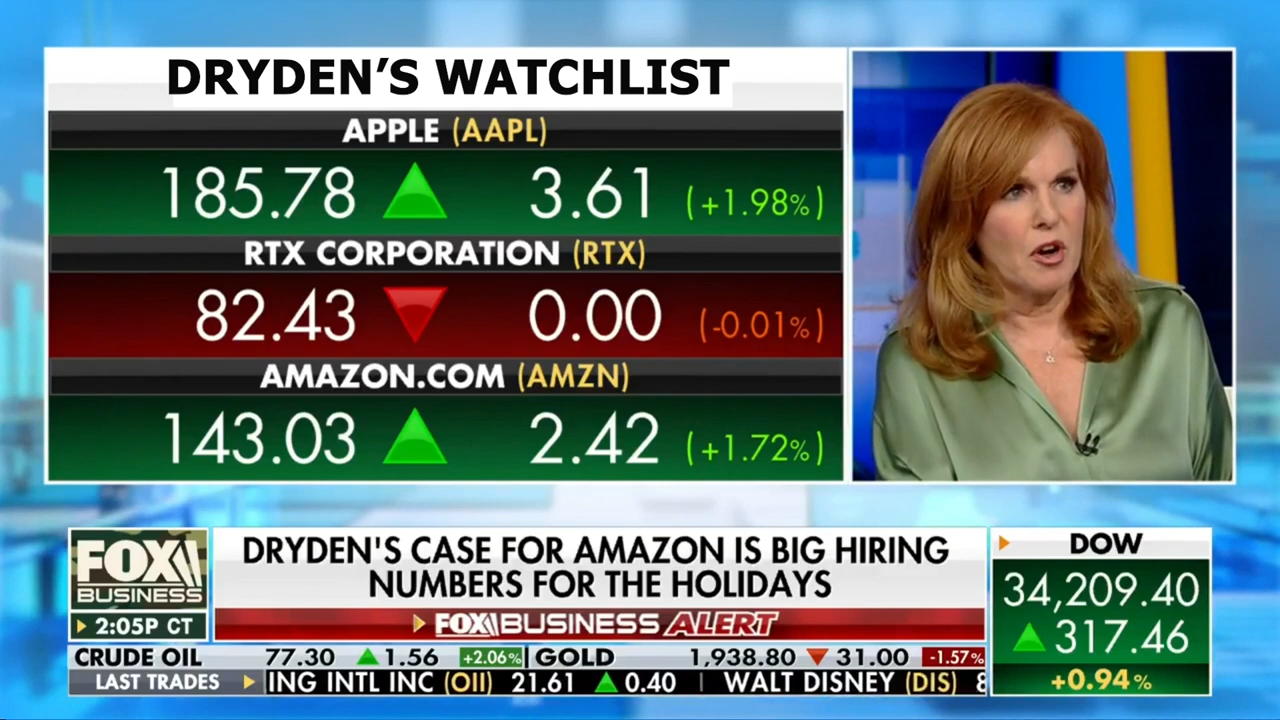 DRYDEN’S WATCHLIST
APPLE (AAPL)
185.78 3.61 (+1.98%)
RTX CORPORATION (RTX)
82.43 0.00 (-0.01%)
AMAZON.COM (AMZN)
143.03 2.42 (+1.72%)
FOX
BUSINESS
2:05P CT
DRYDEN'S CASE FOR AMAZON IS BIG HIRING
NUMBERS FOR THE HOLIDAYS
FOX BUSINESS ALERT
DOW
34,209.40
317.46
+0.94%
CRUDE OIL 77.30 1.56 +2.06% GOLD 1,938.80 31.00 -1.57%
LAST TRADES ING INTL INC (OII) 21.61 0.40 WALT DISNEY (DIS)